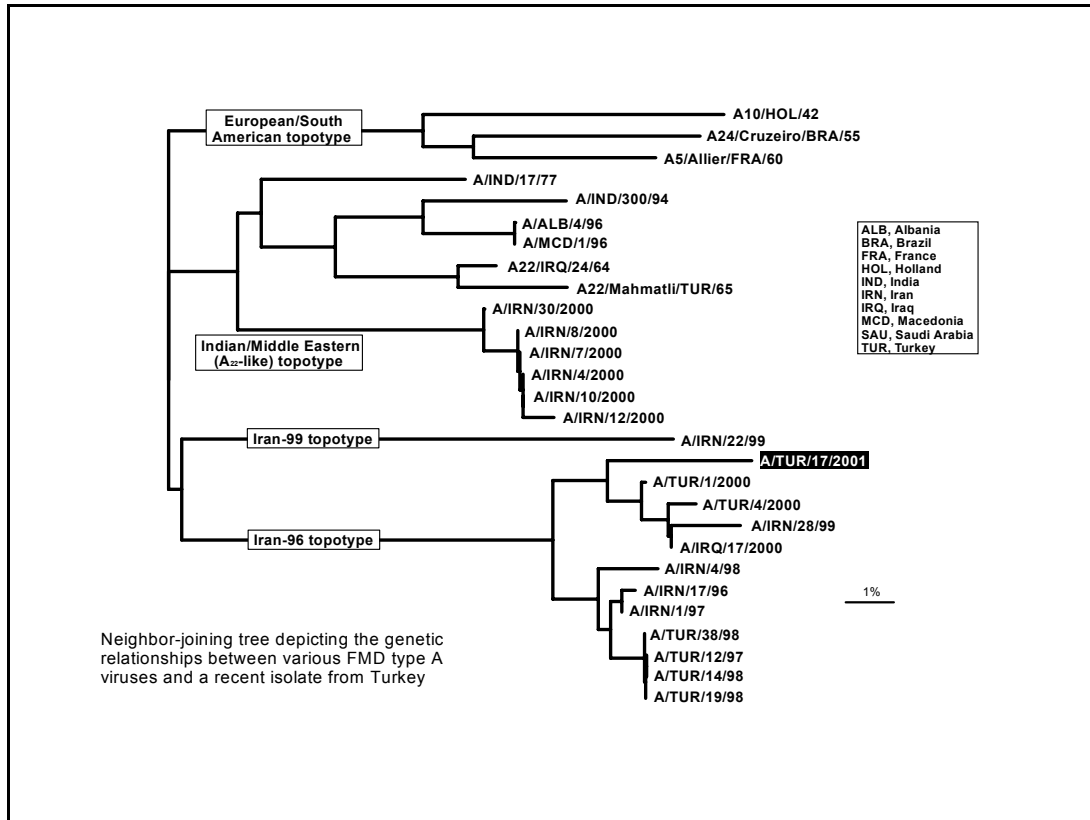 European/South
American topotype
A10/HOL/42
A24/Cruzeiro/BRA/55
A5/Allier/FRA/60
A/IND/17/77
A/IND/300/94
A/ALB/4/96
A/MCD/1/96
A22/IRQ/24/64
A22/Mahmatli/TUR/65
A/IRN/30/2000
A/IRN/8/2000
Indian/Middle Eastern
(A22-like) topotype
A/IRN/7/2000
A/IRN/4/2000
A/IRN/10/2000
A/IRN/12/2000
Iran-99 topotype
A/IRN/22/99
A/TUR/17/2001
A/TUR/1/2000
A/TUR/4/2000
A/IRN/28/99
Iran-96 topotype
A/IRQ/17/2000
A/IRN/4/98
A/IRN/17/96
A/IRN/1/97
A/TUR/38/98
A/TUR/12/97
A/TUR/14/98
A/TUR/19/98
ALB, Albania
BRA, Brazil
FRA, France
HOL, Holland
IND, India
IRN, Iran
IRQ, Iraq
MCD, Macedonia
SAU, Saudi Arabia
TUR, Turkey
1%
Neighbor-joining tree depicting the genetic
relationships between various FMD type A
viruses and a recent isolate from Turkey